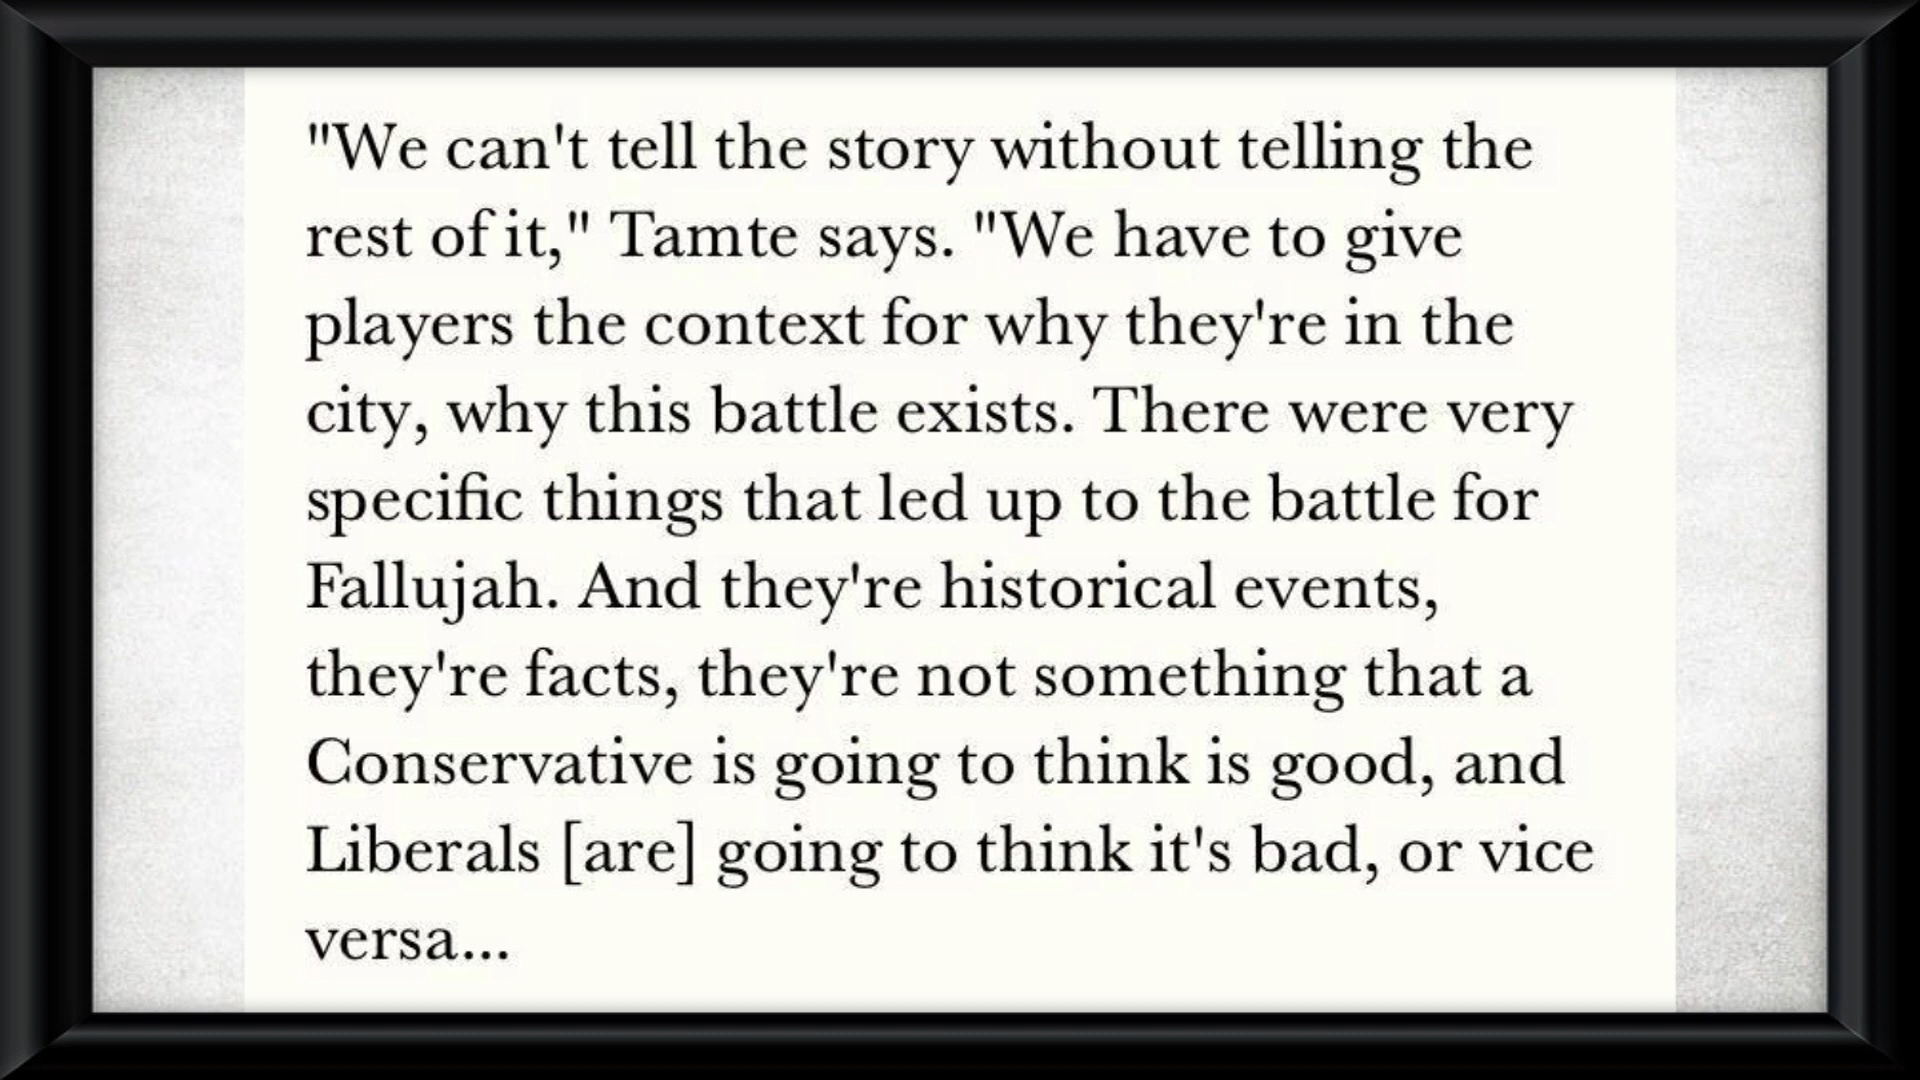 "We can't tell the story without telling the
rest of it," Tamte says. "We have to give
players the context for why they're in the
city, why this battle exists. There were very
specific things that led up to the battle for
Fallujah. And they're historical events,
they're facts, they're not something that a
Conservative is going to think is good, and
Liberals [are] going to think it's bad, or vice
versa...